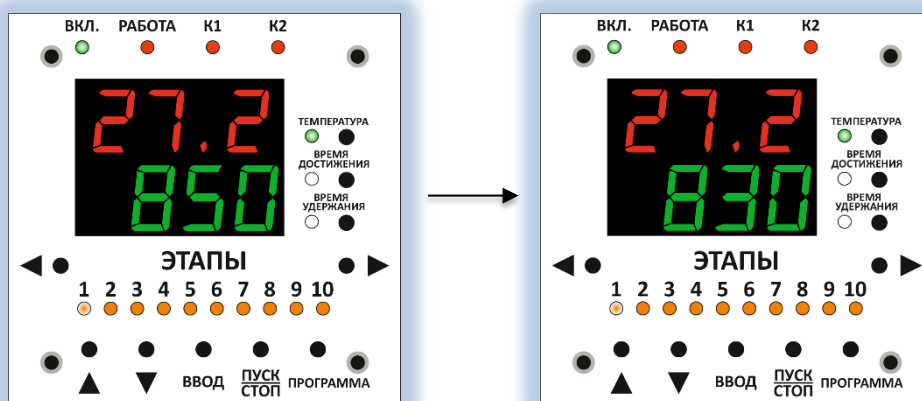 ВКЛ. РАБОТА К1 К2
27.2
ТЕМПЕРАТУРА
850
ВРЕМЯ
ДОСТИЖЕНИЯ
ВРЕМЯ
УДЕРЖАНИЯ
ЭТАПЫ
1 2 3 4 5 6 7 8 9 10
ВВОД
ПУСК
СТОП
ПРОГРАММА
ВКЛ. РАБОТА К1 К2
27.2
ТЕМПЕРАТУРА
830
ВРЕМЯ
ДОСТИЖЕНИЯ
ВРЕМЯ
УДЕРЖАНИЯ
ЭТАПЫ
1 2 3 4 5 6 7 8 9 10
ВВОД
ПУСК
СТОП
ПРОГРАММА